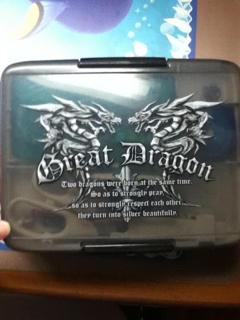 Great Dragon
Two dragons were born at the same time.
So as to strongly pray,
so as to strongly respect each other
they turn into silver beautifully.